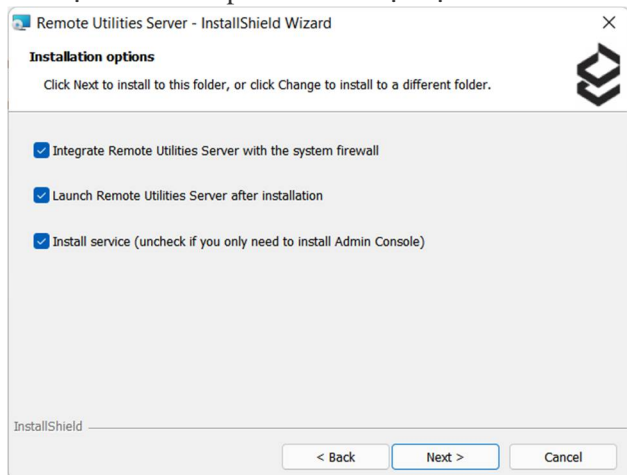 Remote Utilities Server - InstallShield Wizard
Installation options
Click Next to install to this folder, or click Change to install to a different folder.
Integrate Remote Utilities Server with the system firewall
Launch Remote Utilities Server after installation
Install service (uncheck if you only need to install Admin Console)
InstallShield
< Back Next > Cancel